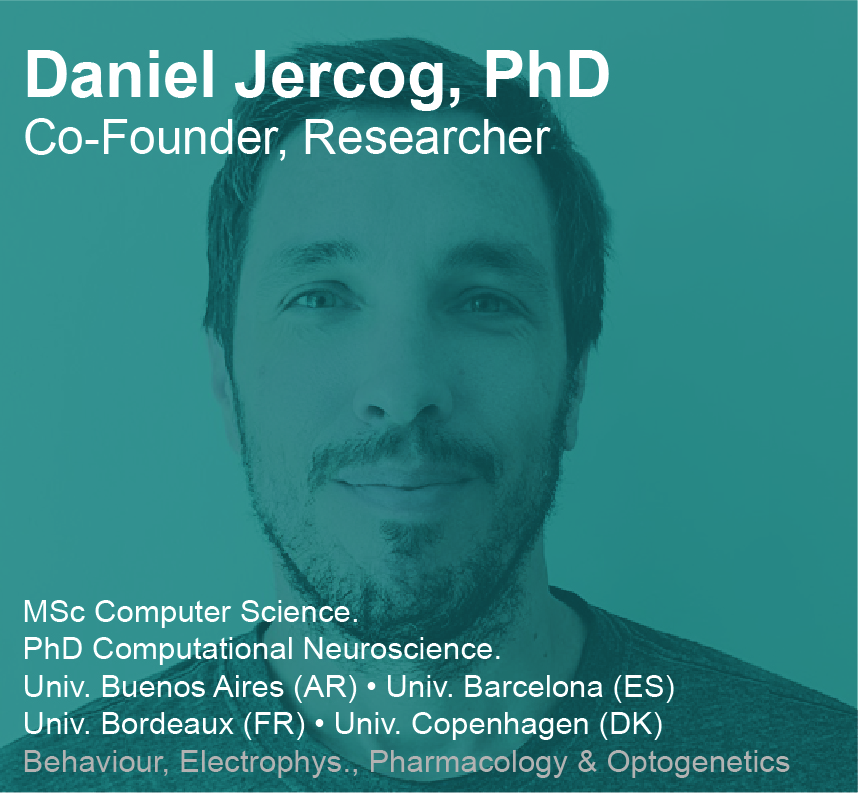 Daniel Jercog, PhD
Co-Founder, Researcher
MSc Computer Science.
PhD Computational Neuroscience.
Univ. Buenos Aires (AR) • Univ. Barcelona (ES)
Univ. Bordeaux (FR) • Univ. Copenhagen (DK)
Behaviour, Electrophys., Pharmacology & Optogenetics